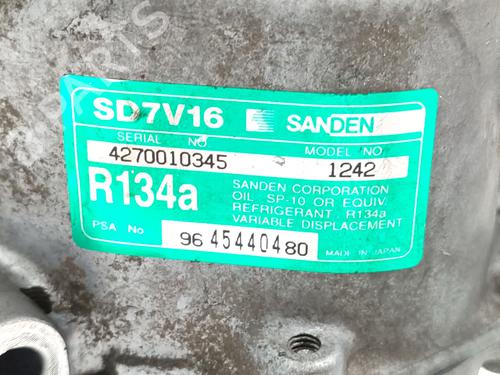 SD7V16 SANDEN
SERIAL NO MODEL NO
4270010345 1242
R134a
SANDEN CORPORATION
OIL SP-10 OR EQUIV.
REFRIGERANT R134a
VARIABLE DISPLACEMENT
PSA No 96 45440480 MADE IN JAPAN
PARTS